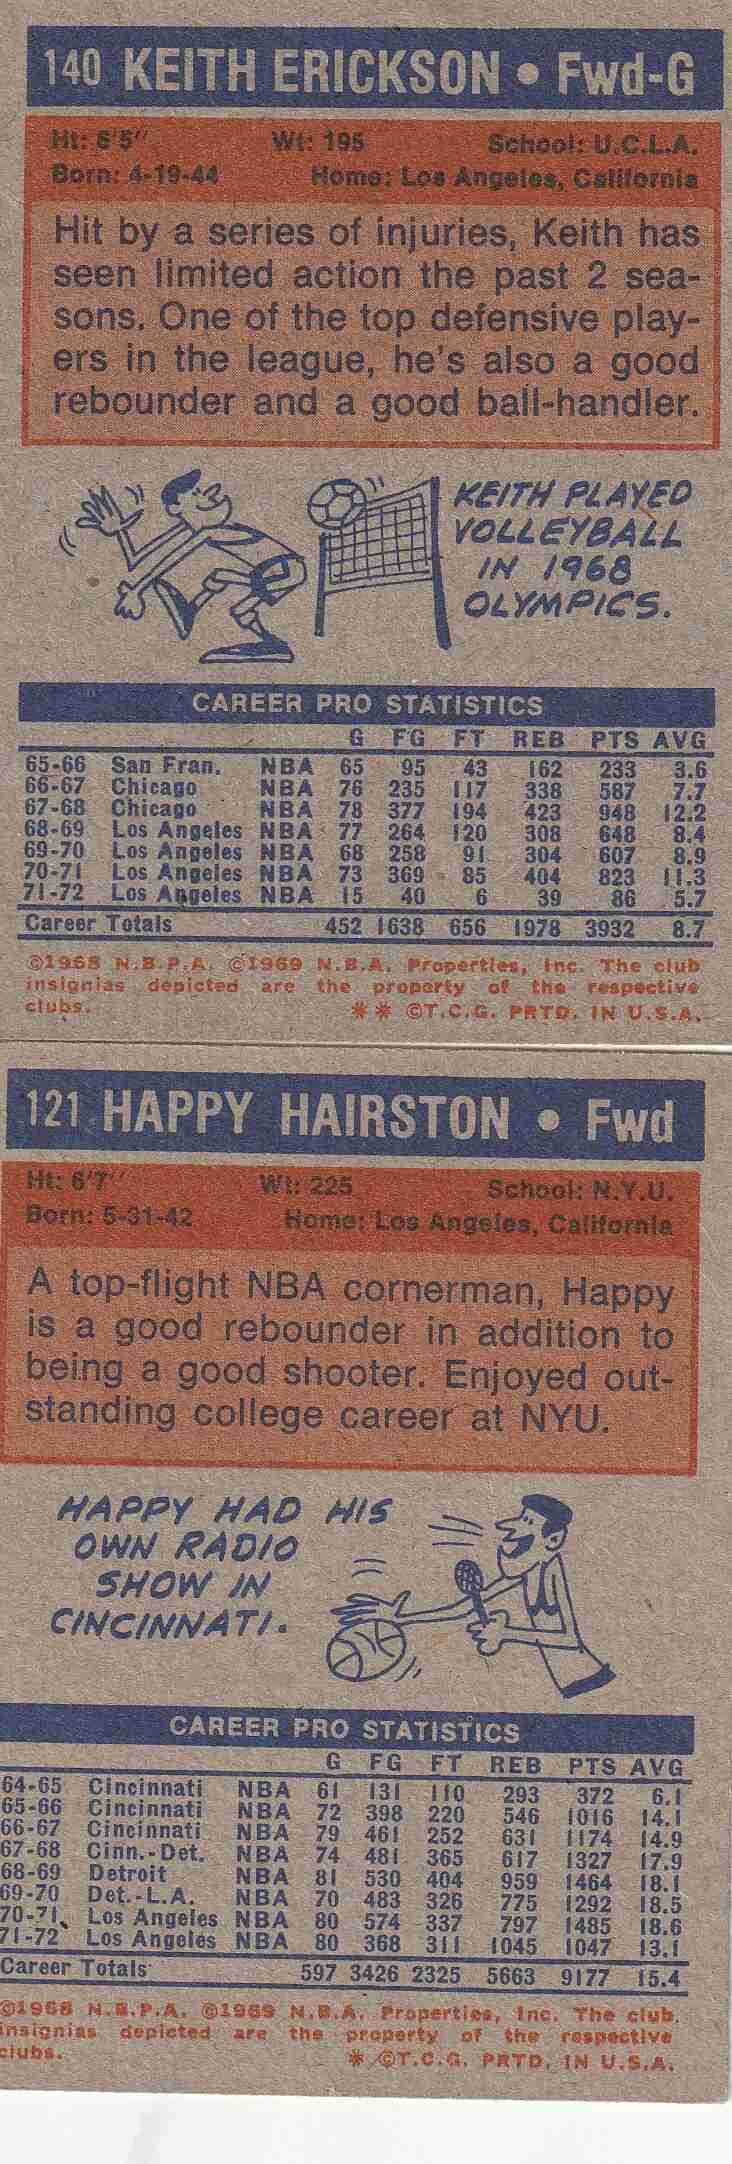 140 KEITH ERICKSON • Fwd-G
Ht: 6'5" Wt: 195 School: U.C.L.A.
Born: 4-19-44 Home: Los Angeles, California
Hit by a series of injuries, Keith has
seen limited action the past 2 sea-
sons. One of the top defensive play-
ers in the league, he's also a good
rebounder and a good ball-handler.
KEITH PLAYED
VOLLEYBALL
IN 1968
OLYMPICS.
CAREER PRO STATISTICS
G FG FT REB PTS AVG
65-66 San Fran. NBA 65 95 43 162 233 3.6
66-67 Chicago NBA 76 235 117 338 587 7.7
67-68 Chicago NBA 78 377 194 423 948 12.2
68-69 Los Angeles NBA 77 264 120 308 648 8.4
69-70 Los Angeles NBA 68 258 91 304 607 8.9
70-71 Los Angeles NBA 73 369 85 404 823 11.3
71-72 Los Angeles NBA 15 40 6 39 86 5.7
Career Totals 452 1638 656 1978 3932 8.7
©1968 N.B.P.A. ©1969 N.B.A. Properties, Inc. The club
insignias depicted are the property of the respective
clubs. ** ©T.C.G. PRTD. IN U.S.A.
121 HAPPY HAIRSTON • Fwd
Ht: 6'7" Wt: 225 School: N.Y.U.
Born: 5-31-42 Home: Los Angeles, California
A top-flight NBA cornerman, Happy
is a good rebounder in addition to
being a good shooter. Enjoyed out-
standing college career at NYU.
HAPPY HAD HIS
OWN RADIO
SHOW IN
CINCINNATI.
CAREER PRO STATISTICS
G FG FT REB PTS AVG
64-65 Cincinnati NBA 61 131 110 293 372 6.1
65-66 Cincinnati NBA 72 398 220 546 1016 14.1
66-67 Cincinnati NBA 79 461 252 631 1174 14.9
67-68 Cinn.-Det. NBA 74 481 365 617 1327 17.9
68-69 Detroit NBA 81 530 404 959 1464 18.1
69-70 Det.-L.A. NBA 70 483 326 775 1292 18.5
70-71 Los Angeles NBA 80 574 337 797 1485 18.6
71-72 Los Angeles NBA 80 368 311 1045 1047 13.1
Career Totals 597 3426 2325 5663 9177 15.4
©1968 N.B.P.A. ©1969 N.B.A. Properties, Inc. The club
insignias depicted are the property of the respective
clubs. * ©T.C.G. PRTD. IN U.S.A.